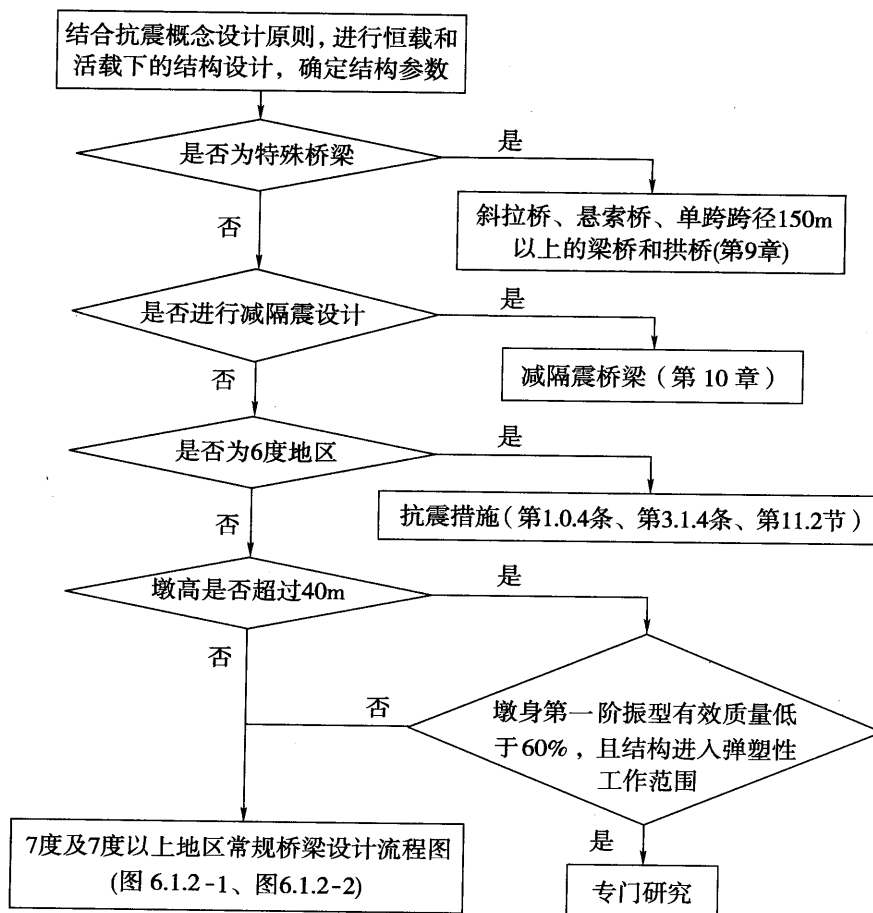 结合抗震概念设计原则，进行恒载和
活载下的结构设计，确定结构参数
是否为特殊桥梁
是
否
斜拉桥、悬索桥、单跨跨径150m
以上的梁桥和拱桥(第9章)
是否进行减隔震设计
是
否
减隔震桥梁（第 10 章）
是否为6度地区
是
否
抗震措施（第1.0.4条、第3.1.4条、第11.2节）
墩高是否超过40m
是
否
墩身第一阶振型有效质量低
于60%，且结构进入弹塑性
工作范围
否
是
7度及7度以上地区常规桥梁设计流程图
(图 6.1.2-1、图6.1.2-2)
专门研究